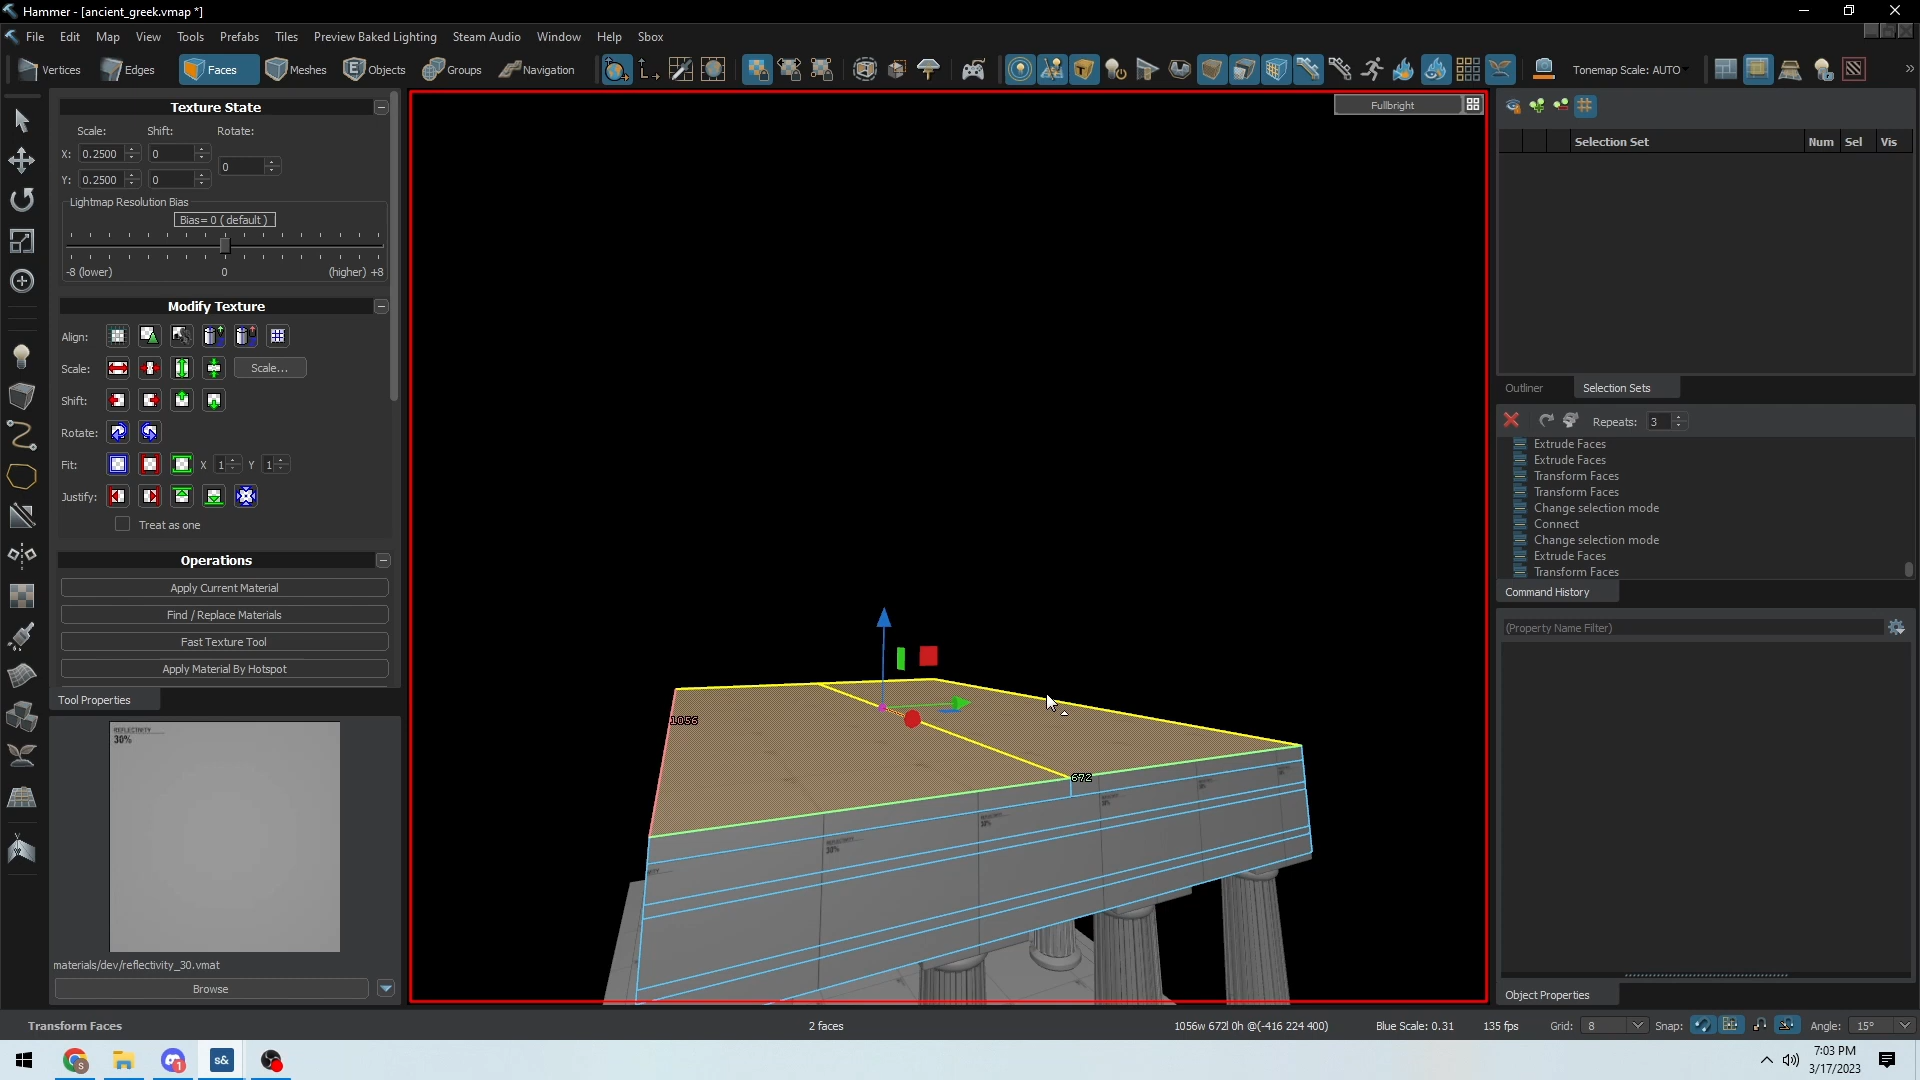 Hammer - [ancient_greek.vmap *]
File Edit Map View Tools Prefabs Tiles Preview Baked Lighting Steam Audio Window Help Sbox
Vertices Edges Faces Meshes Objects Groups Navigation Tonemap Scale: AUTO
Texture State
Scale: Shift: Rotate:
X: 0.2500 0
0
Y: 0.2500 0
Lightmap Resolution Bias
Bias= 0 ( default )
-8 (lower) 0 (higher) +8
Modify Texture
Align:
Scale: Scale...
Shift:
Rotate:
Fit: X 1 Y 1
Justify:
Treat as one
Operations
Apply Current Material
Find / Replace Materials
Fast Texture Tool
Apply Material By Hotspot
Tool Properties
REFLECTIVITY
30%
materials/dev/reflectivity_30.vmat
Browse
Fullbright
1056
672
REFLECTIVITY
30%
Selection Set Num Sel Vis
Outliner Selection Sets
Repeats: 3
Extrude Faces
Extrude Faces
Transform Faces
Transform Faces
Change selection mode
Connect
Change selection mode
Extrude Faces
Transform Faces
Command History
(Property Name Filter)
Object Properties
Transform Faces 2 faces 1056w 672l 0h @(-416 224 400) Blue Scale: 0.31 135 fps Grid: 8 Snap: Angle: 15°
s&
1
7:03 PM
3/17/2023